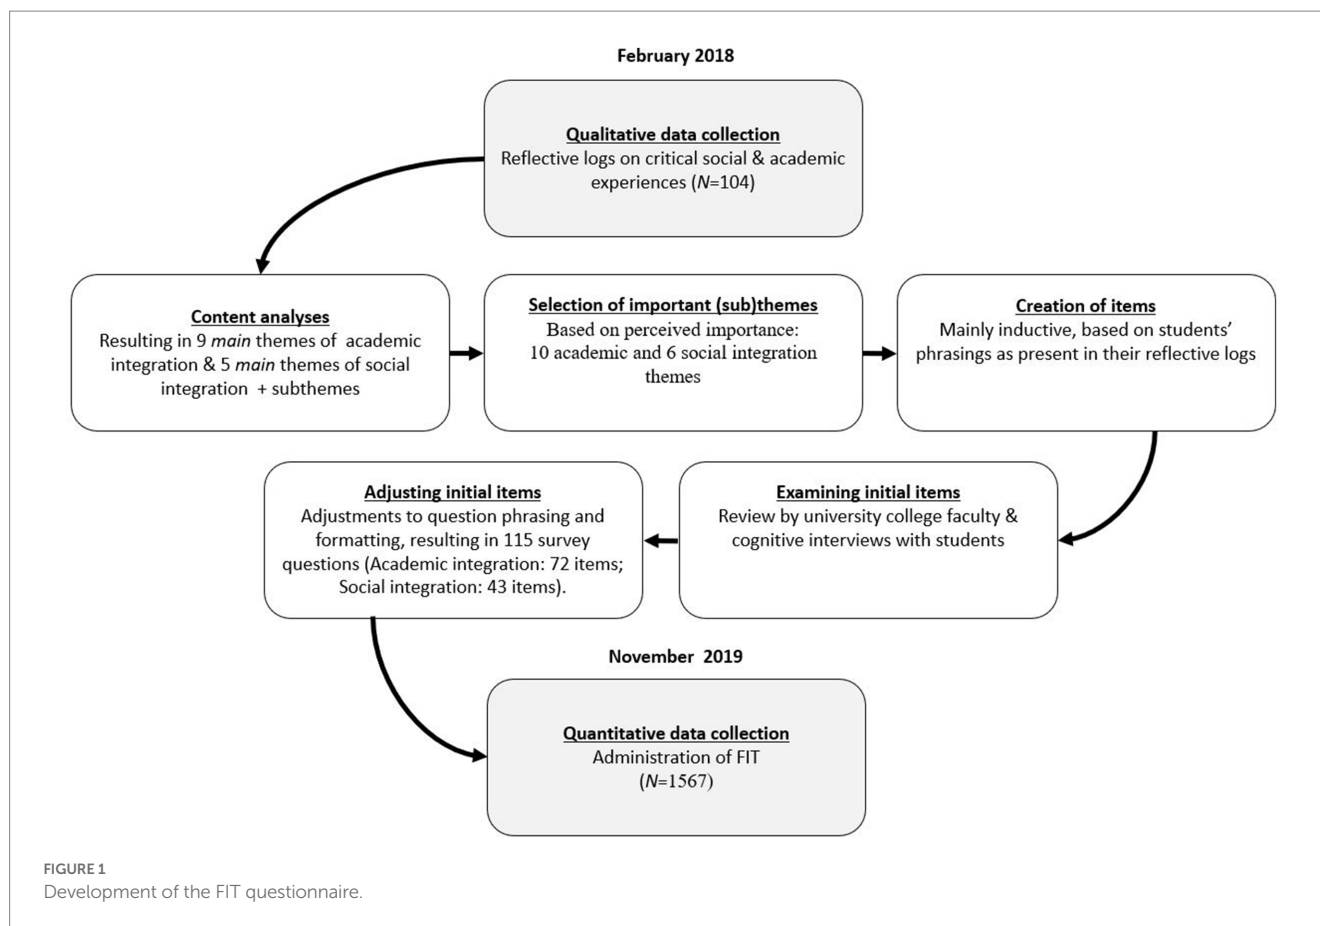 February 2018
Qualitative data collection
Reflective logs on critical social & academic
experiences (N=104)
Content analyses
Resulting in 9 main themes of academic
integration & 5 main themes of social
integration + subthemes
Selection of important (sub)themes
Based on perceived importance:
10 academic and 6 social integration
themes
Creation of items
Mainly inductive, based on students’
phrasings as present in their reflective logs
Adjusting initial items
Adjustments to question phrasing and
formatting, resulting in 115 survey
questions (Academic integration: 72 items;
Social integration: 43 items).
Examining initial items
Review by university college faculty &
cognitive interviews with students
November 2019
Quantitative data collection
Administration of FIT
(N=1567)
FIGURE 1
Development of the FIT questionnaire.